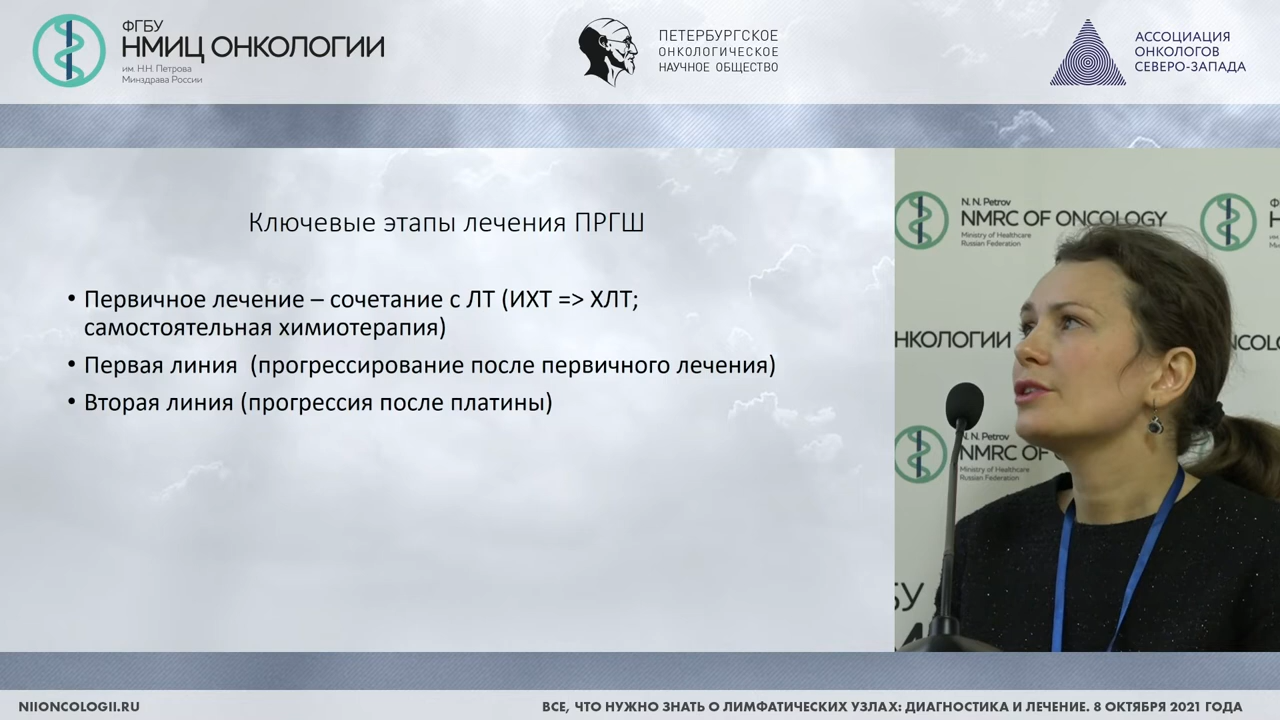 ФГБУ
НМИЦ ОНКОЛОГИИ
им. Н.Н. Петрова
Минздрава России
ПЕТЕРБУРГСКОЕ
ОНКОЛОГИЧЕСКОЕ
НАУЧНОЕ ОБЩЕСТВО
АССОЦИАЦИЯ
ОНКОЛОГОВ
СЕВЕРО-ЗАПАДА
Ключевые этапы лечения ПРГШ
• Первичное лечение – сочетание с ЛТ (ИХТ => ХЛТ;
самостоятельная химиотерапия)
• Первая линия (прогрессирование после первичного лечения)
• Вторая линия (прогрессия после платины)
N. N. Petrov
NMRC OF ONCOLOGY
Ministry of Healthcare
Russian Federation
НКОЛОГИИ
N. N. Petrov
NMRC OF
Ministry of Healthcare
Russian Federation
NIIONCOLOGII.RU
ВСЕ, ЧТО НУЖНО ЗНАТЬ О ЛИМФАТИЧЕСКИХ УЗЛАХ: ДИАГНОСТИКА И ЛЕЧЕНИЕ. 8 ОКТЯБРЯ 2021 ГОДА